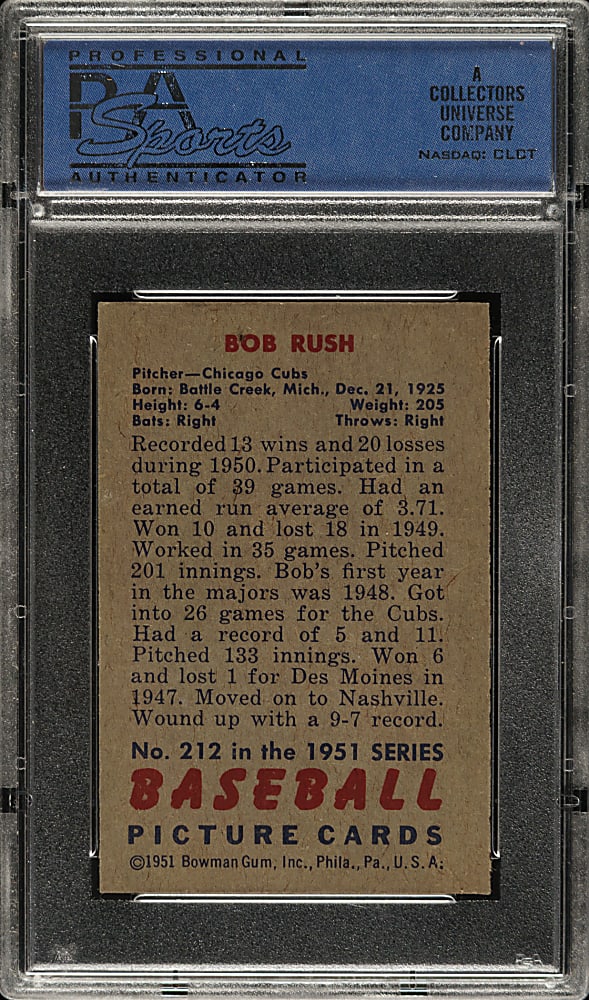 PROFESSIONAL
PSA
Sports
AUTHENTICATOR
A
COLLECTORS
UNIVERSE
COMPANY
NASDAQ: CLCT
BOB RUSH
Pitcher—Chicago Cubs
Born: Battle Creek, Mich., Dec. 21, 1925
Height: 6-4 Weight: 205
Bats: Right Throws: Right
Recorded 13 wins and 20 losses
during 1950. Participated in a
total of 39 games. Had an
earned run average of 3.71.
Won 10 and lost 18 in 1949.
Worked in 35 games. Pitched
201 innings. Bob's first year
in the majors was 1948. Got
into 26 games for the Cubs.
Had a record of 5 and 11.
Pitched 133 innings. Won 6
and lost 1 for Des Moines in
1947. Moved on to Nashville.
Wound up with a 9-7 record.
No. 212 in the 1951 SERIES
BASEBALL
PICTURE CARDS
©1951 Bowman Gum, Inc., Phila., Pa., U.S.A.
PSA